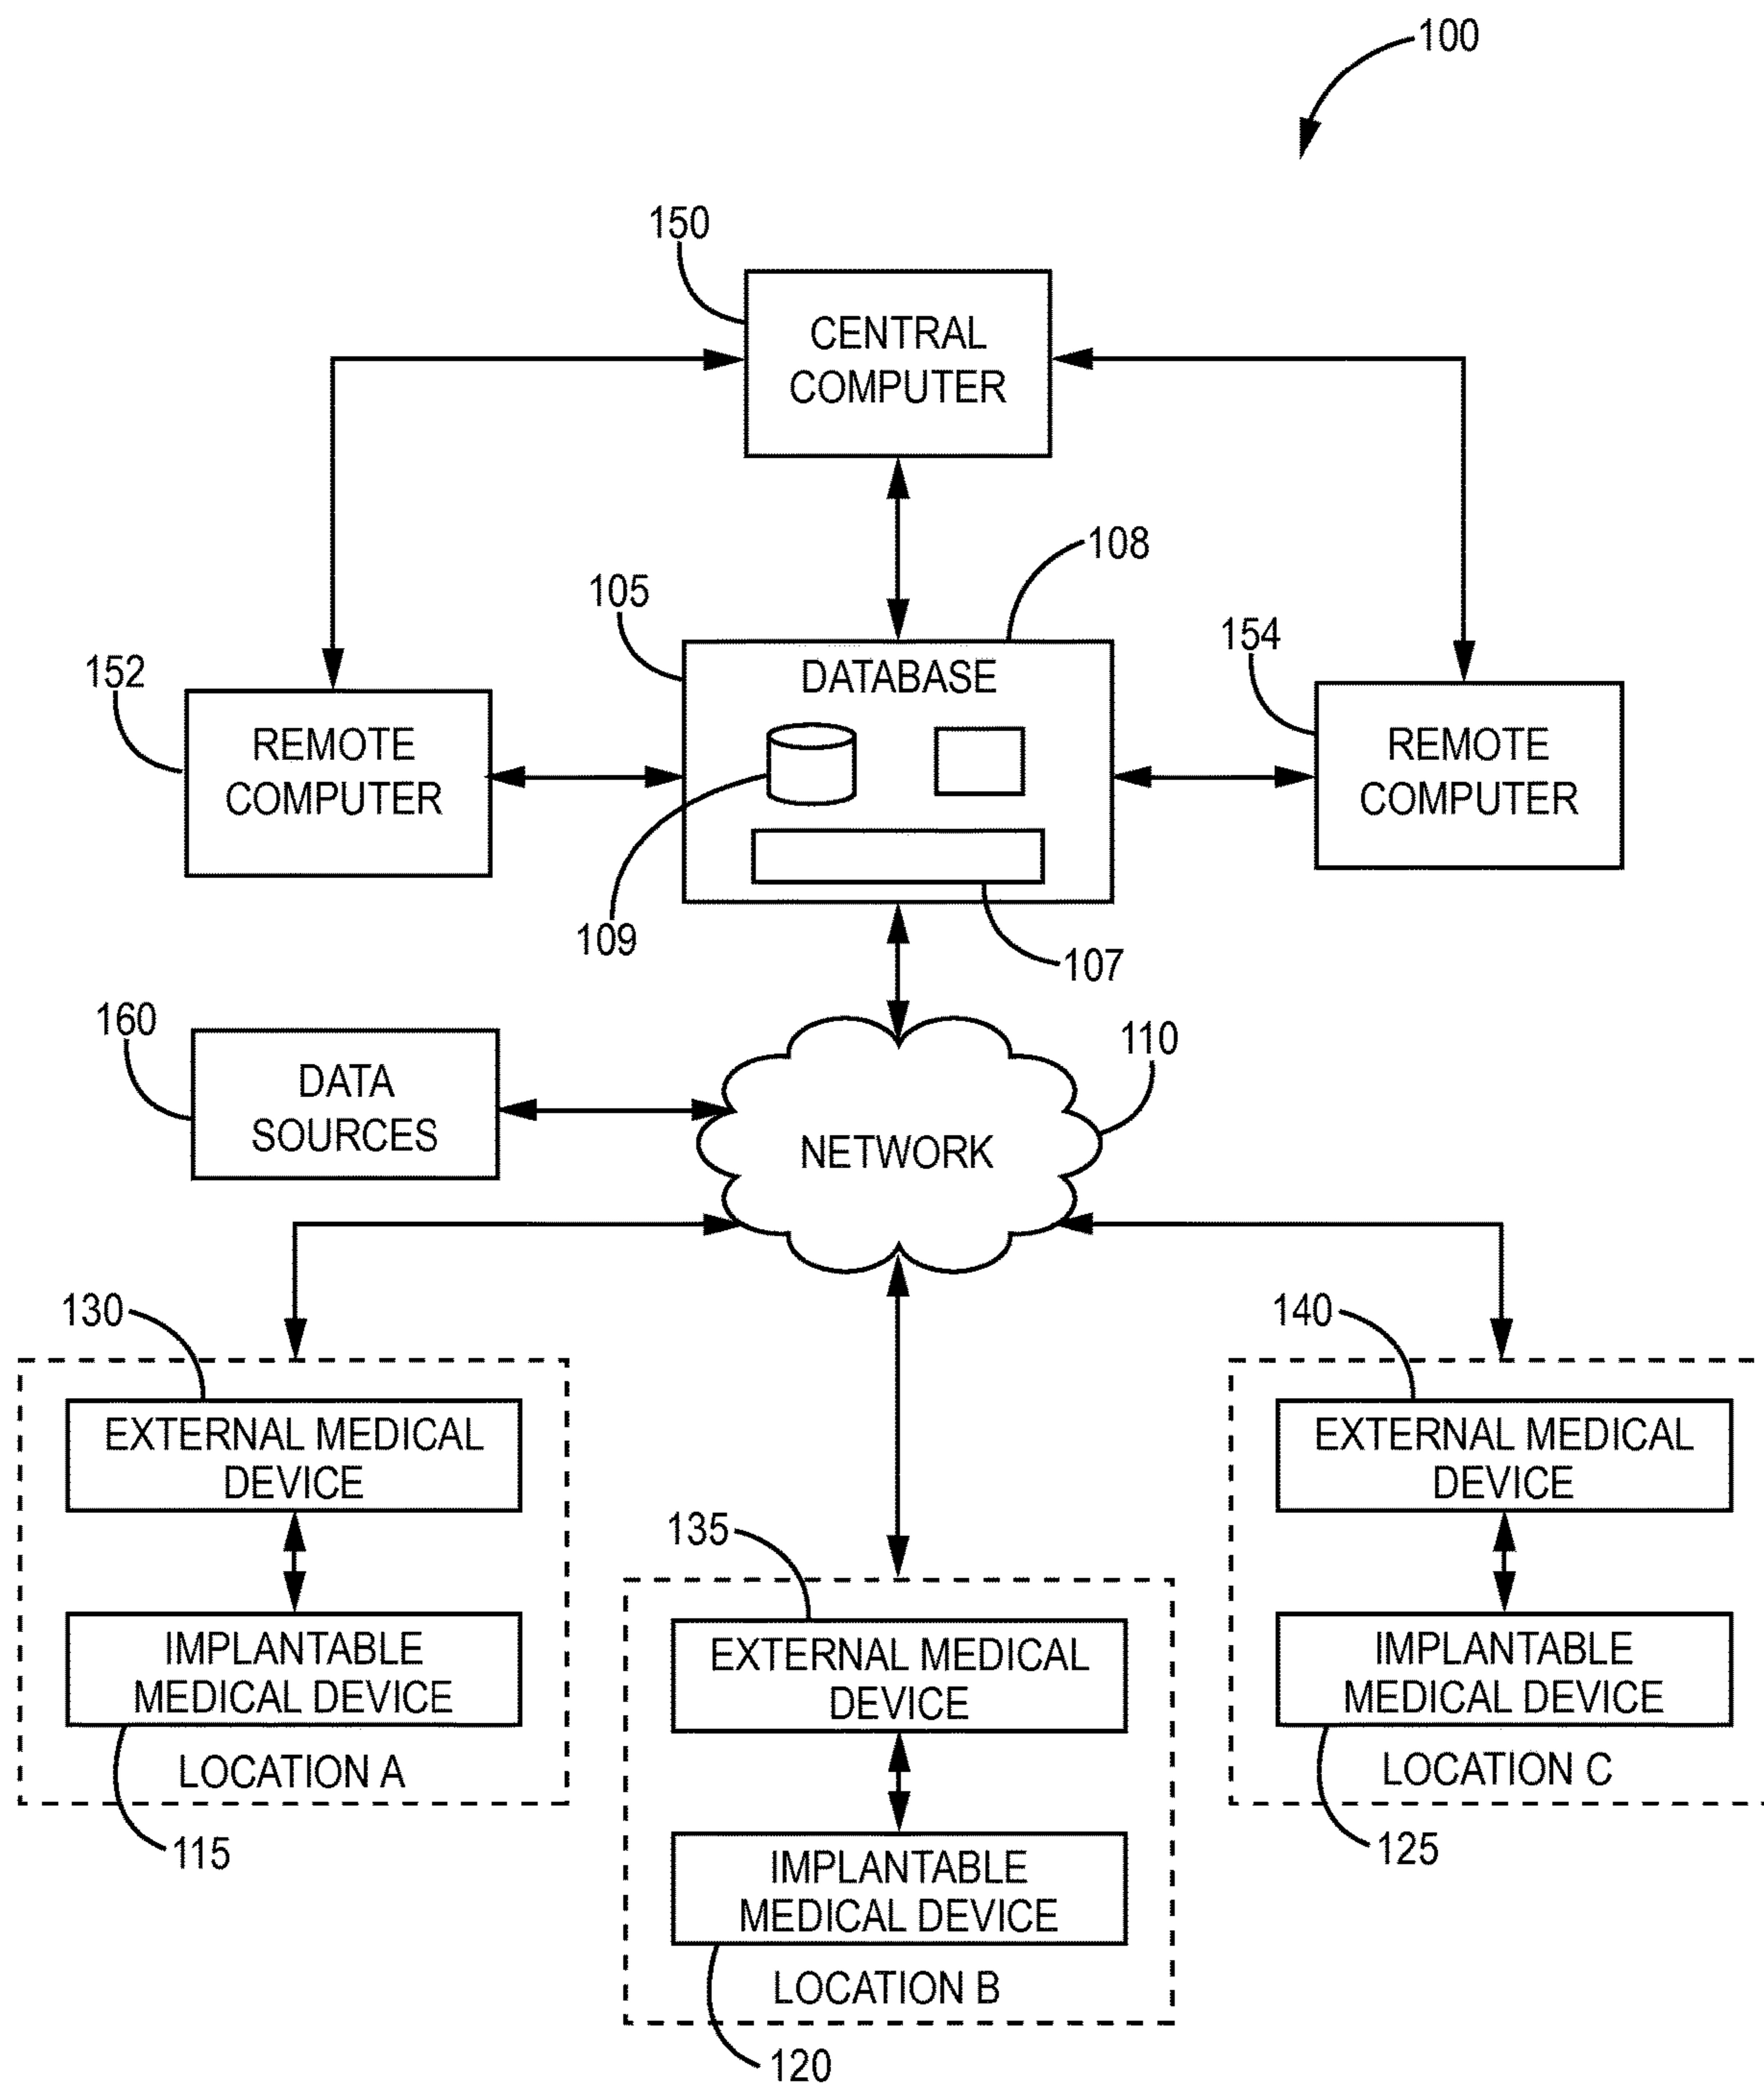 100
150
CENTRAL
COMPUTER
108
105
DATABASE
154
152
REMOTE
COMPUTER
REMOTE
COMPUTER
109
107
160
DATA
SOURCES
110
NETWORK
130
140
EXTERNAL MEDICAL
DEVICE
EXTERNAL MEDICAL
DEVICE
135
IMPLANTABLE
MEDICAL DEVICE
EXTERNAL MEDICAL
DEVICE
IMPLANTABLE
MEDICAL DEVICE
LOCATION A
LOCATION C
115
125
IMPLANTABLE
MEDICAL DEVICE
LOCATION B
120